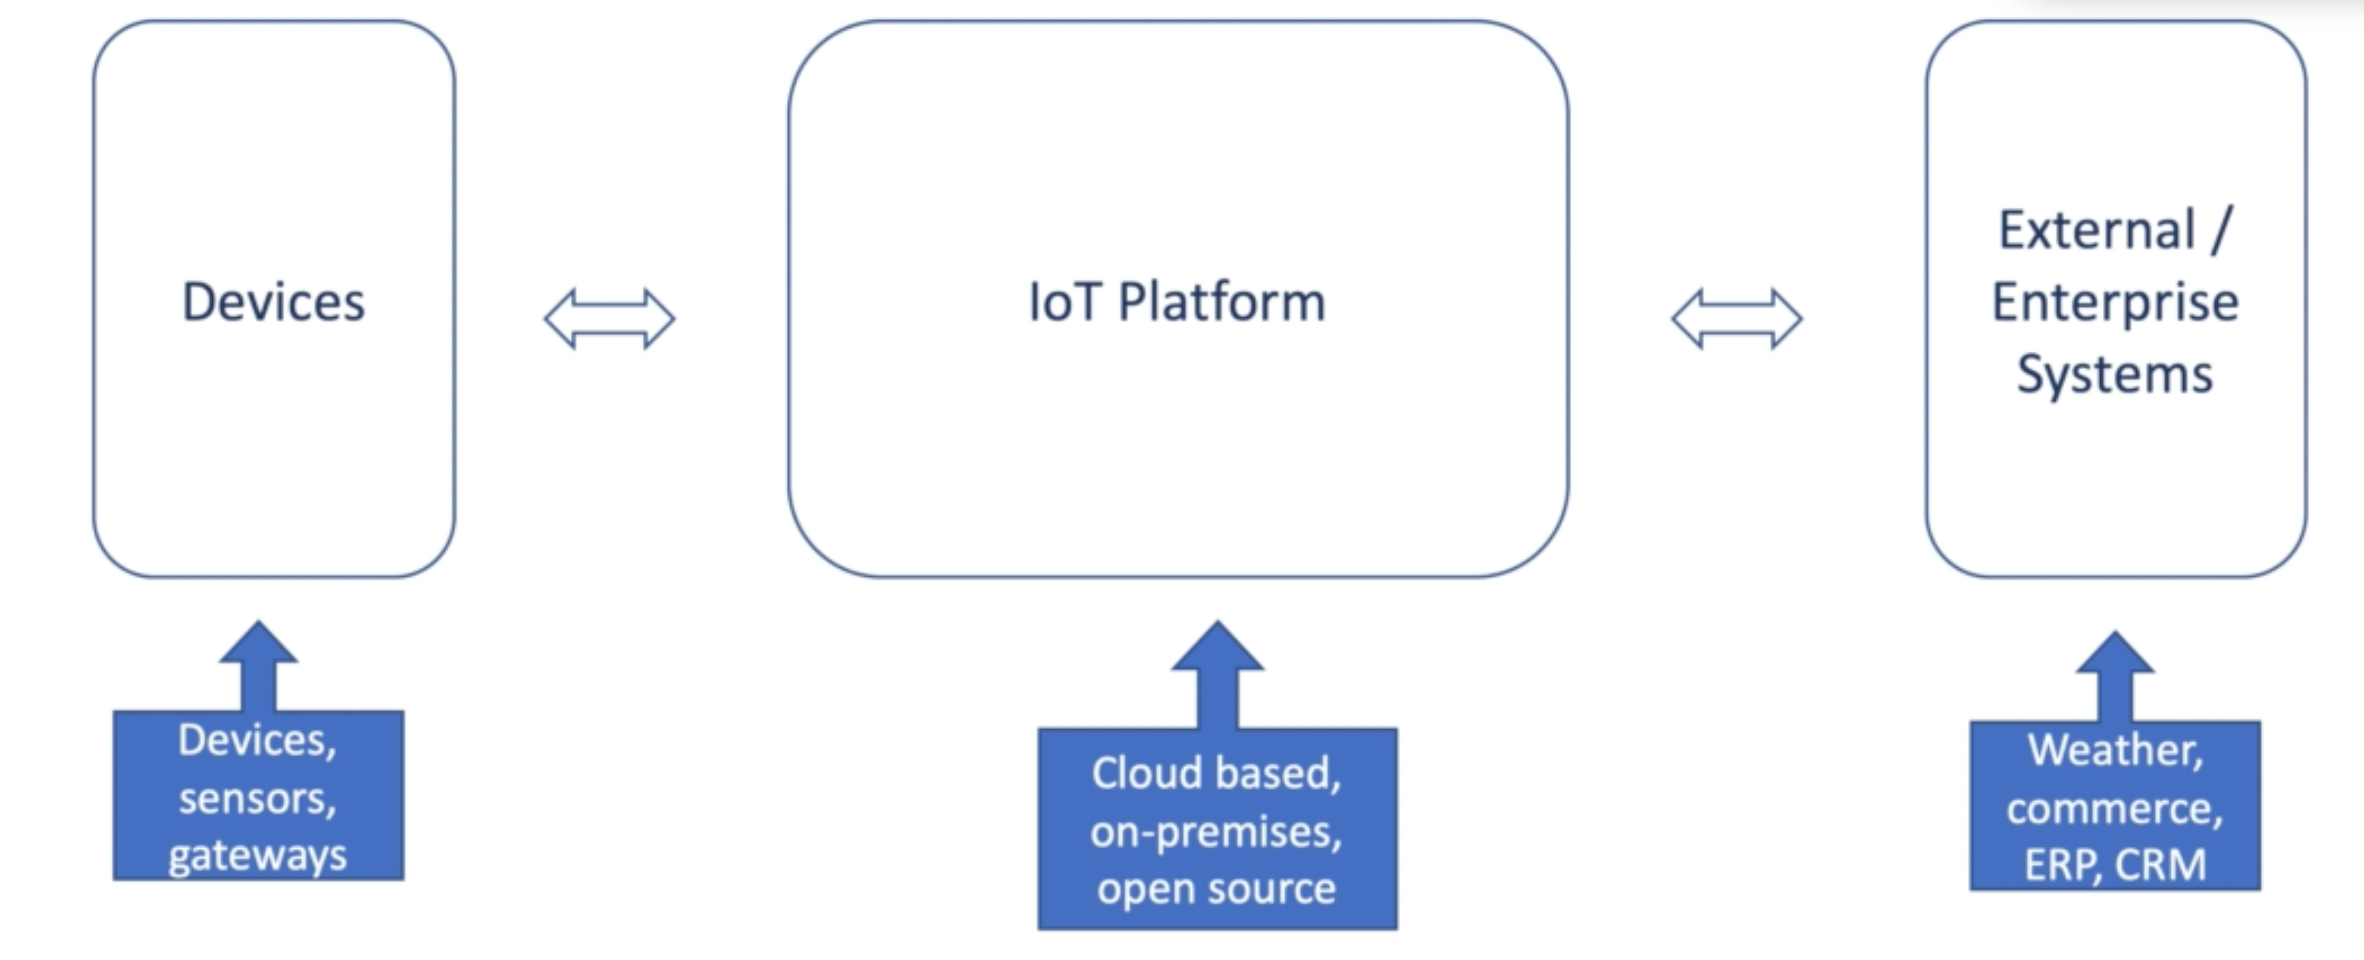 Devices
IoT Platform
External /
Enterprise
Systems
Devices,
sensors,
gateways
Cloud based,
on-premises,
open source
Weather,
commerce,
ERP, CRM